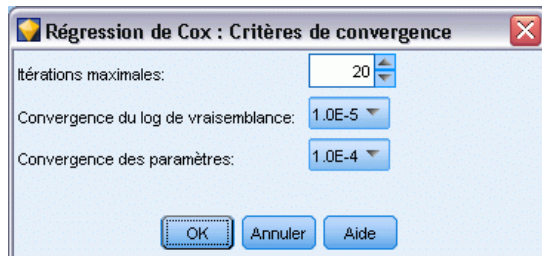 Régression de Cox : Critères de convergence
Itérations maximales: 20
Convergence du log de vraisemblance: 1.0E-5
Convergence des paramètres: 1.0E-4
OK Annuler Aide